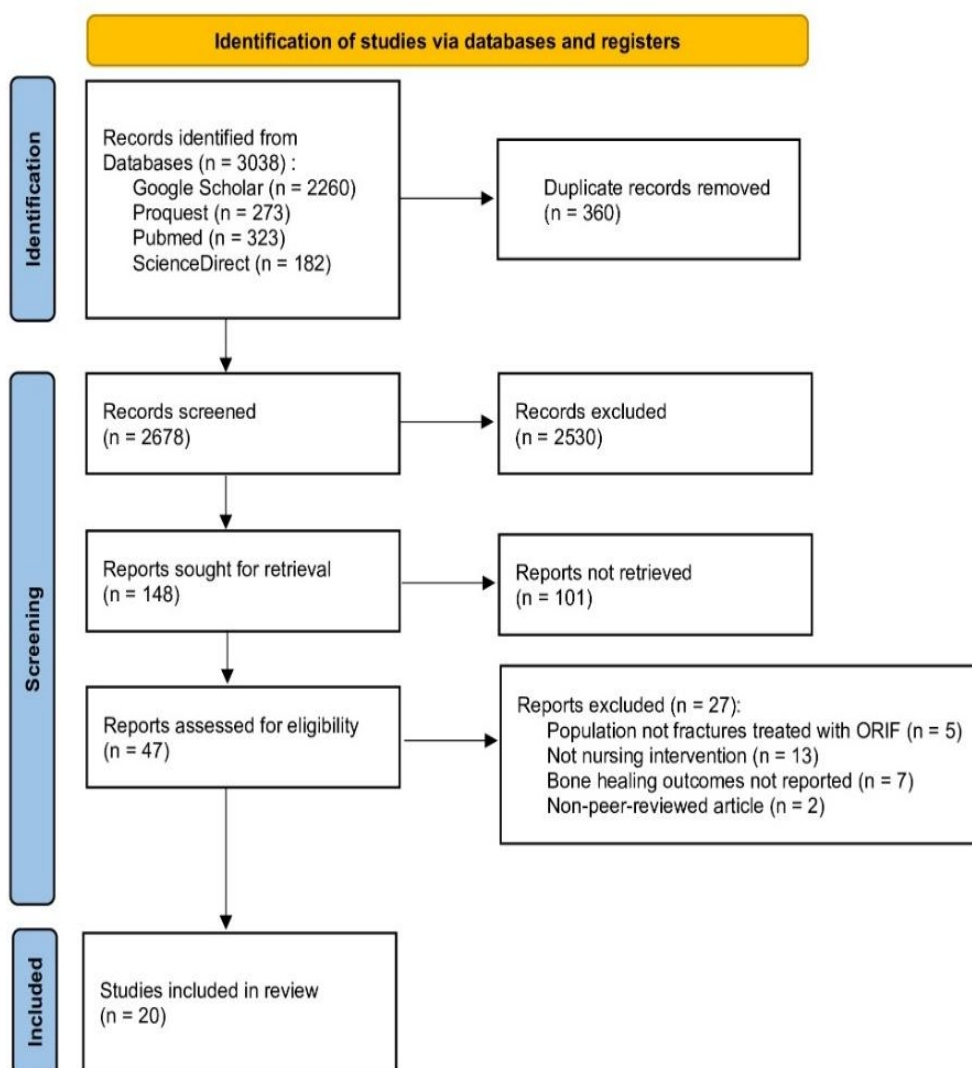 Identification of studies via databases and registers
Identification
Records identified from
Databases (n = 3038) :
Google Scholar (n = 2260)
Proquest (n = 273)
Pubmed (n = 323)
ScienceDirect (n = 182)
Duplicate records removed
(n = 360)
Screening
Records screened
(n = 2678)
Records excluded
(n = 2530)
Reports sought for retrieval
(n = 148)
Reports not retrieved
(n = 101)
Reports assessed for eligibility
(n = 47)
Reports excluded (n = 27):
Population not fractures treated with ORIF (n = 5)
Not nursing intervention (n = 13)
Bone healing outcomes not reported (n = 7)
Non-peer-reviewed article (n = 2)
Included
Studies included in review
(n = 20)